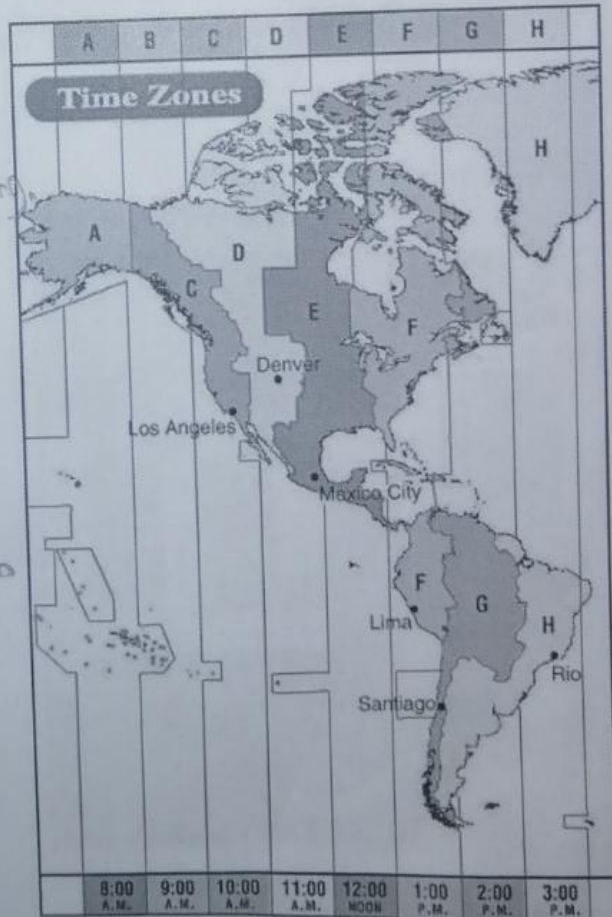 A B C D E F G H
Time Zones
H
A
D
C
E
F
Denver
Los Angeles
Mexico City
F
G
Lima
H
Rio
Santiago
8:00 9:00 10:00 11:00 12:00 1:00 2:00 3:00
A.M. A.M. A.M. A.M. NOON P.M. P.M. P.M.